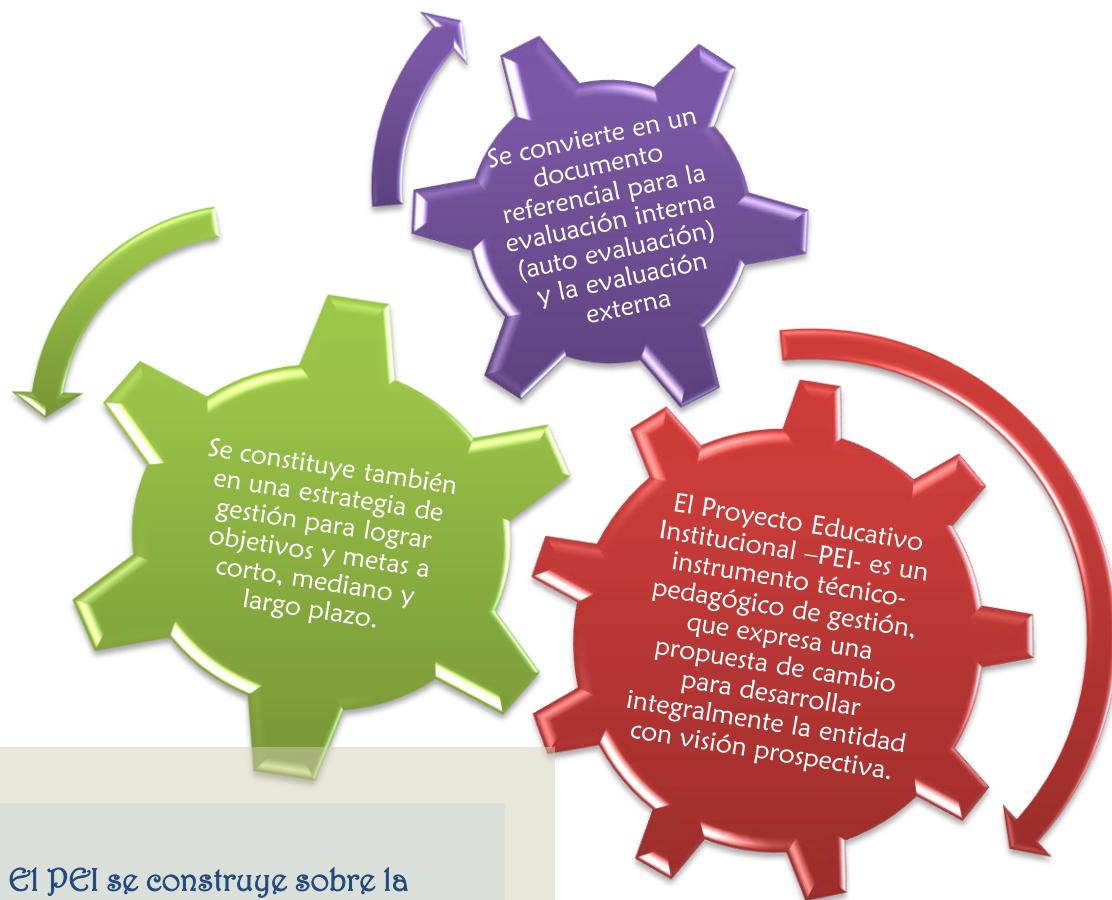 Se convierte en un
documento
referencial para la
evaluación interna
(auto evaluación)
y la evaluación
externa
Se constituye también
en una estrategia de
gestión para lograr
objetivos y metas a
corto, mediano y
largo plazo.
El Proyecto Educativo
Institucional –PEI- es un
instrumento técnico-
pedagógico de gestión,
que expresa una
propuesta de cambio
para desarrollar
integralmente la entidad
con visión prospectiva.
El PEI se construye sobre la